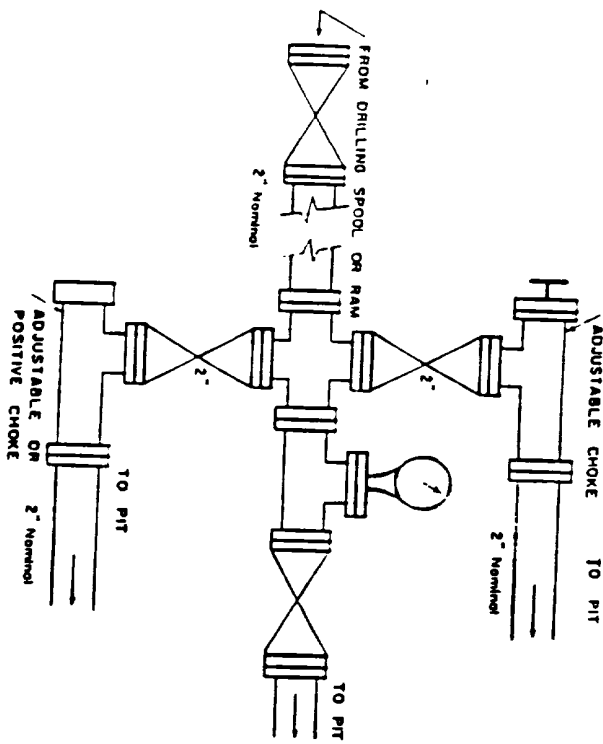 ADJUSTABLE CHOKE
TO PIT
2" Nominal
FROM DRILLING SPOOL OR RAM
2" Nominal
2"
2"
TO PIT
ADJUSTABLE OR
POSITIVE CHOKE
TO PIT
2" Nominal